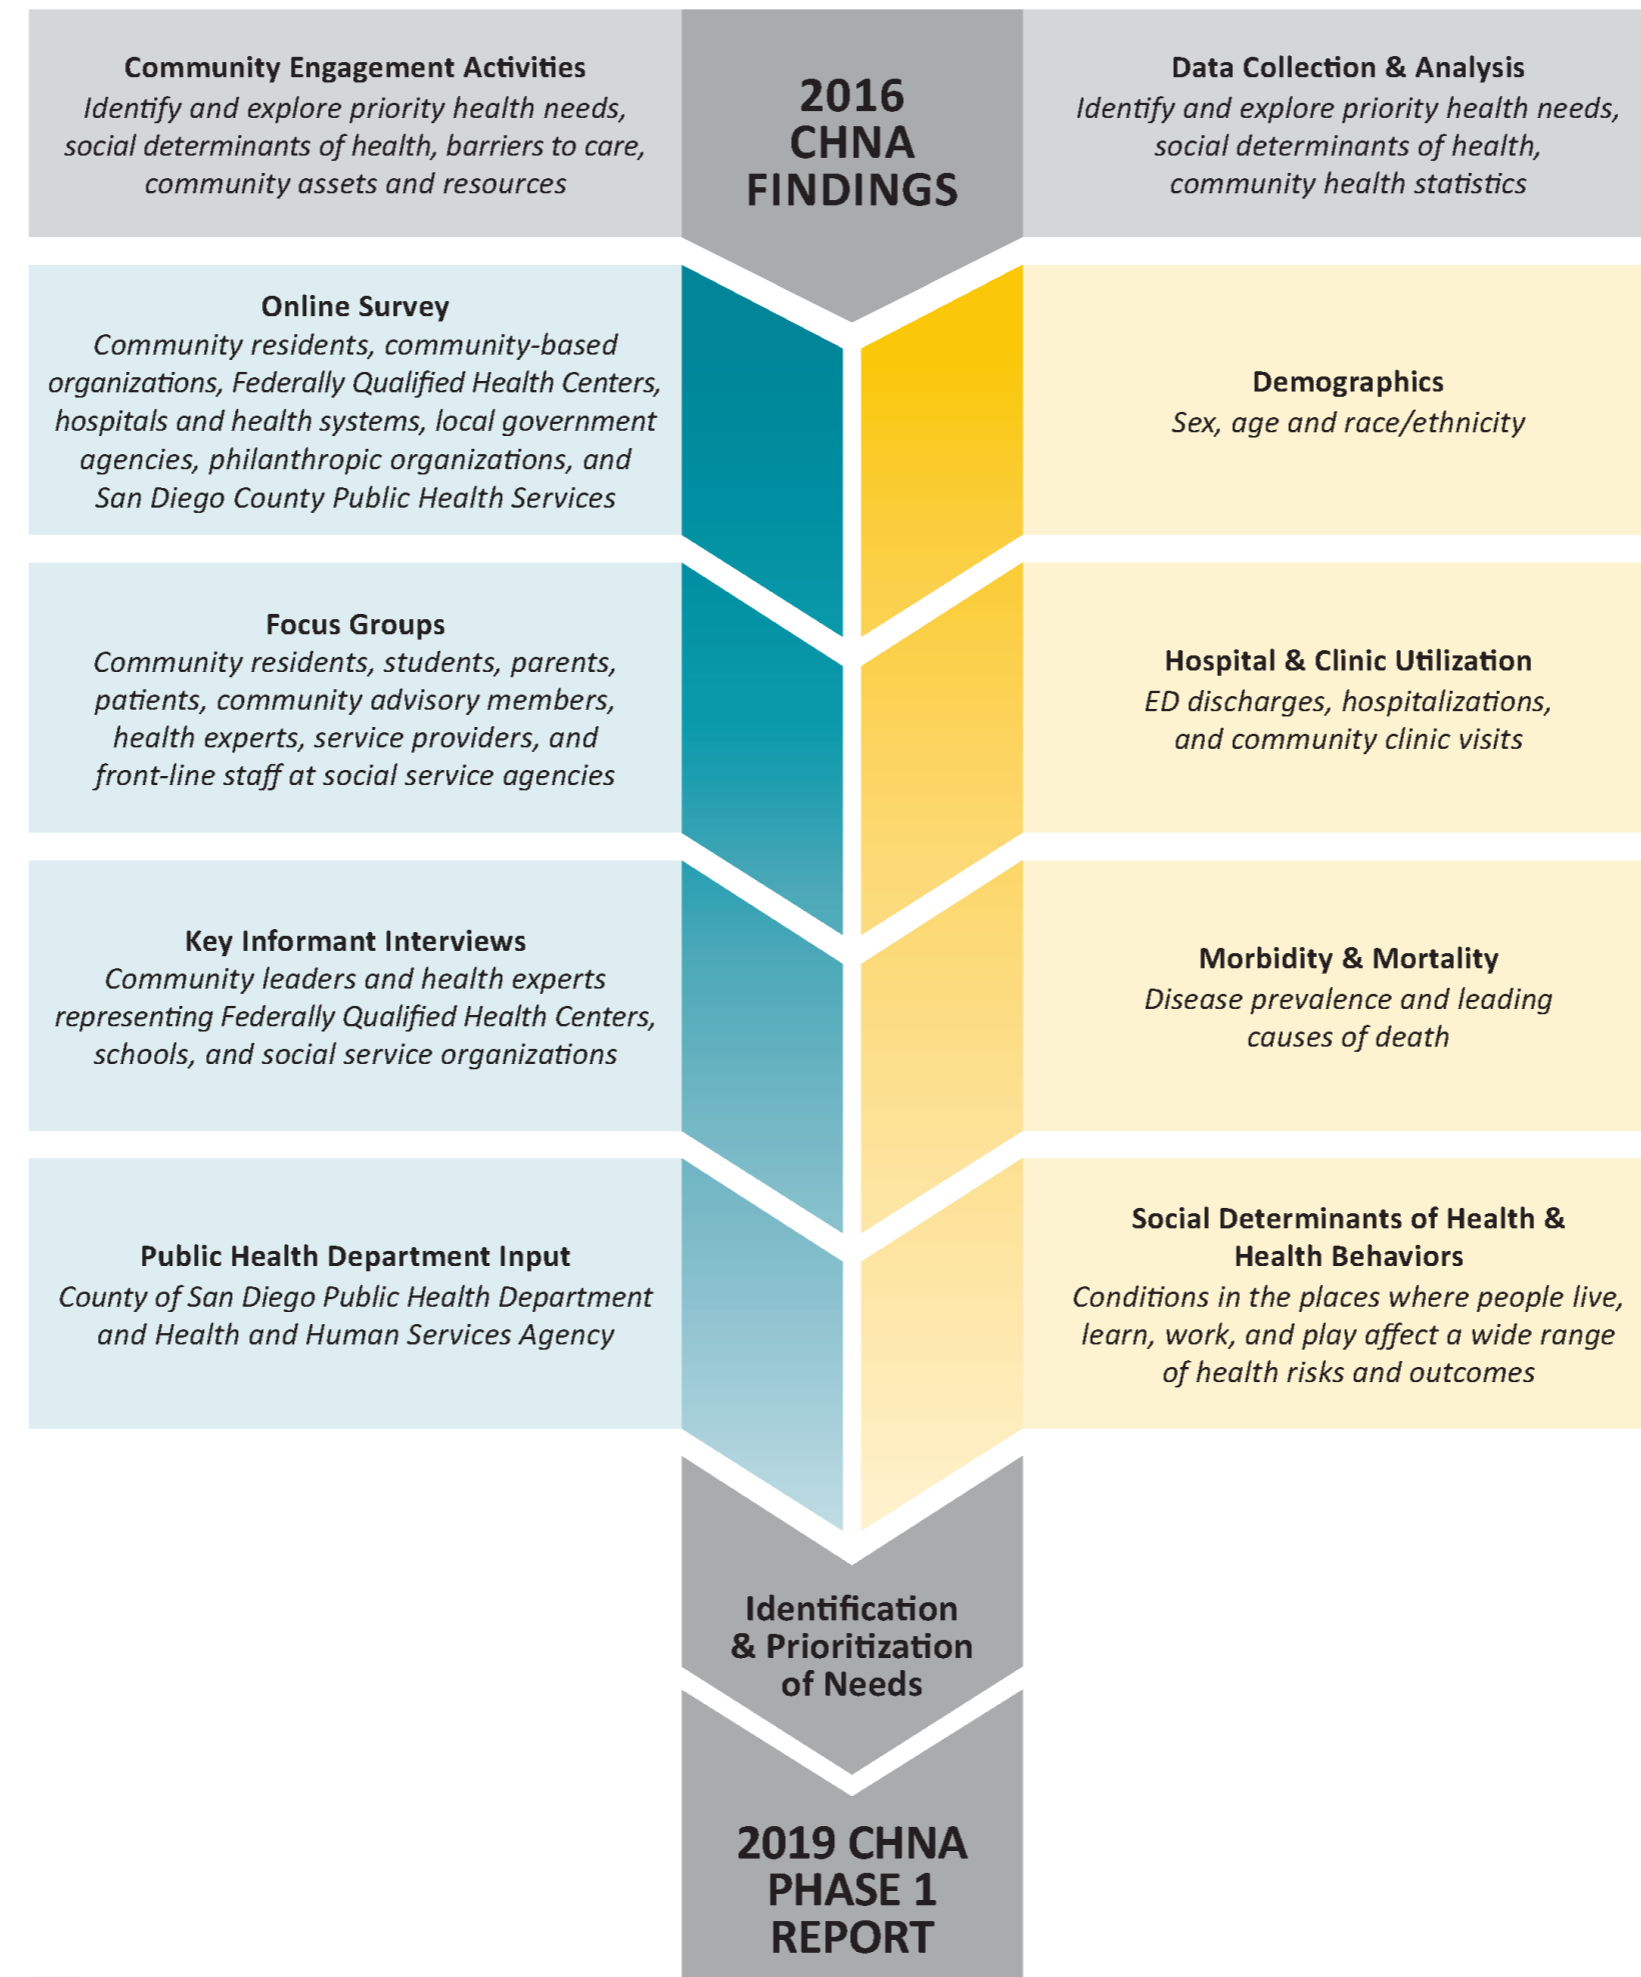 Community Engagement Activities
Identify and explore priority health needs,
social determinants of health, barriers to care,
community assets and resources
2016
CHNA
FINDINGS
Data Collection & Analysis
Identify and explore priority health needs,
social determinants of health,
community health statistics
Online Survey
Community residents, community-based
organizations, Federally Qualified Health Centers,
hospitals and health systems, local government
agencies, philanthropic organizations, and
San Diego County Public Health Services
Demographics
Sex, age and race/ethnicity
Focus Groups
Community residents, students, parents,
patients, community advisory members,
health experts, service providers, and
front-line staff at social service agencies
Hospital & Clinic Utilization
ED discharges, hospitalizations,
and community clinic visits
Key Informant Interviews
Community leaders and health experts
representing Federally Qualified Health Centers,
schools, and social service organizations
Morbidity & Mortality
Disease prevalence and leading
causes of death
Public Health Department Input
County of San Diego Public Health Department
and Health and Human Services Agency
Social Determinants of Health &
Health Behaviors
Conditions in the places where people live,
learn, work, and play affect a wide range
of health risks and outcomes
Identification
& Prioritization
of Needs
2019 CHNA
PHASE 1
REPORT